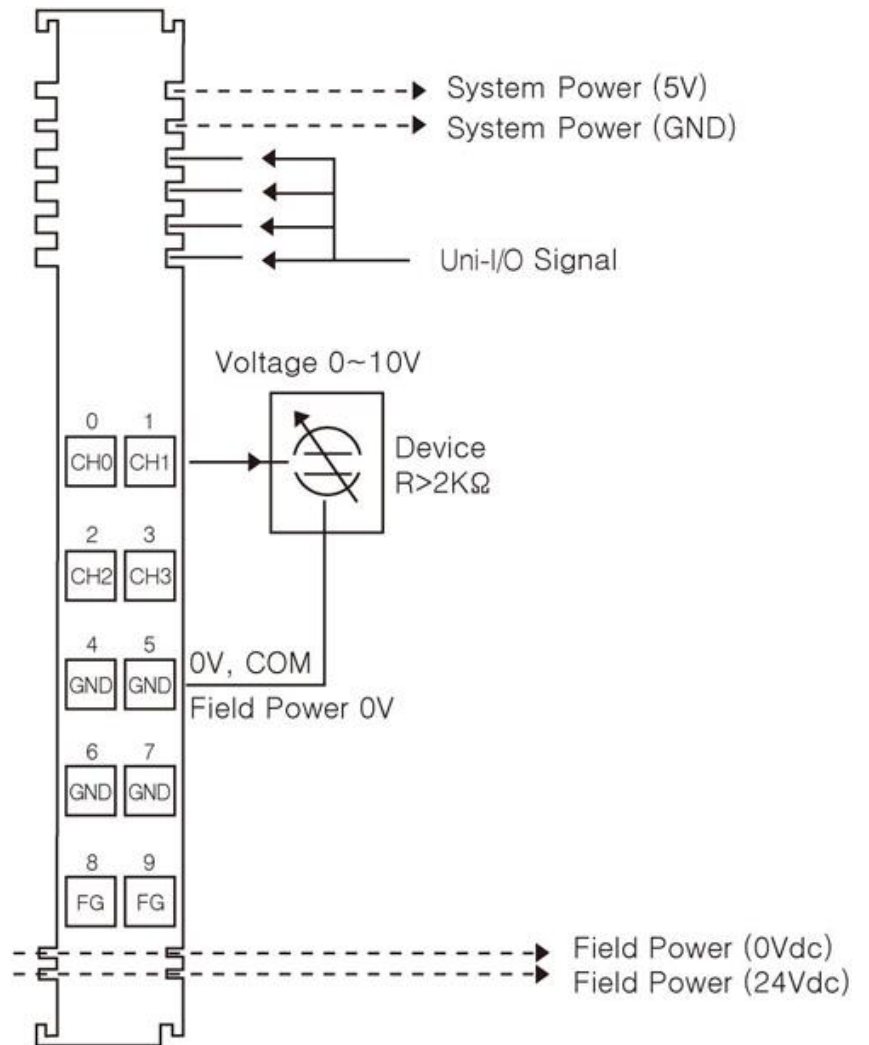 System Power (5V)
System Power (GND)
Uni-I/O Signal
Voltage 0~10V
0 1
CH0 CH1
Device
R>2KΩ
2 3
CH2 CH3
4 5
GND GND
0V, COM
Field Power 0V
6 7
GND GND
8 9
FG FG
Field Power (0Vdc)
Field Power (24Vdc)